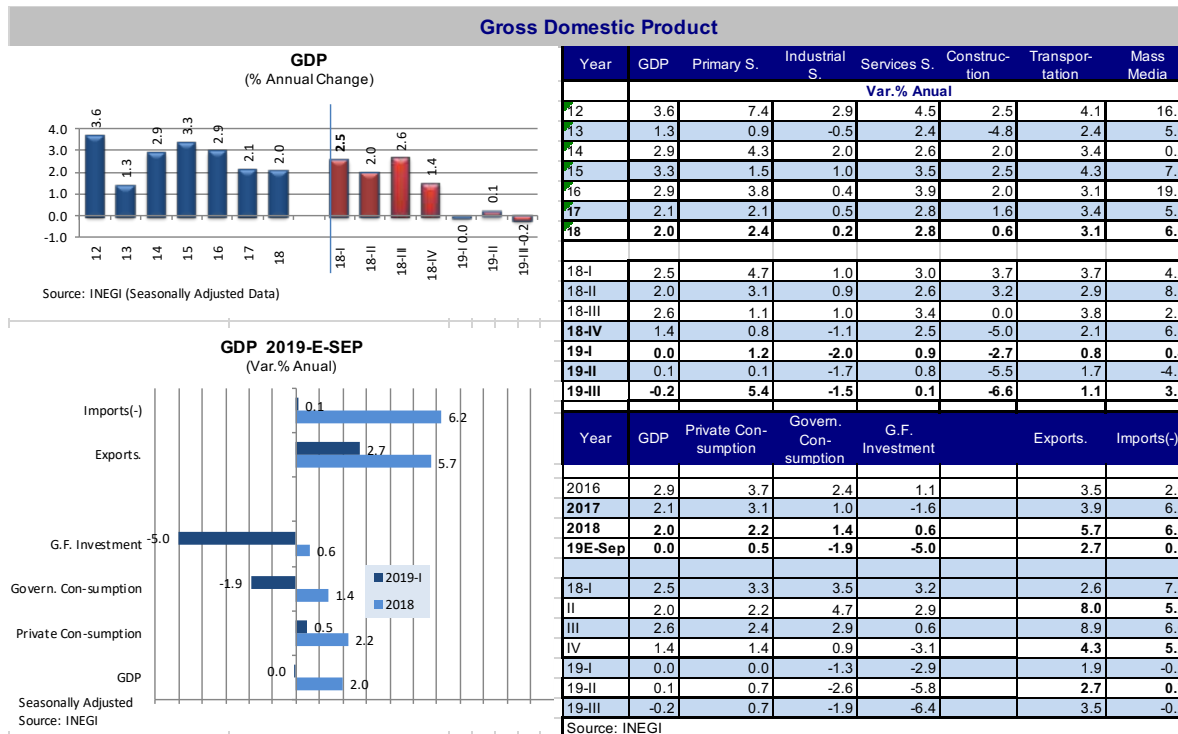 Gross Domestic Product
GDP
(% Annual Change)
4.0
3.0
2.0
1.0
0.0
-1.0
3.6 1.3 2.9 3.3 2.9 2.1 2.0 2.5 2.0 2.6 1.4 0.0 0.1 -0.2
12 13 14 15 16 17 18 18-I 18-II 18-III 18-IV 19-I 19-II 19-III
Source: INEGI (Seasonally Adjusted Data)
GDP 2019-E-SEP
(Var.% Anual)
Imports(-) 0.1 6.2
Exports. 2.7 5.7
G.F. Investment -5.0 0.6
Govern. Con-sumption -1.9 1.4
Private Con-sumption 0.5 2.2
GDP 0.0 2.0
2019-I
2018
Seasonally Adjusted
Source: INEGI
Year GDP Primary S. Industrial S. Services S. Construc-tion Transpor-tation Mass Media
Var.% Anual
12 3.6 7.4 2.9 4.5 2.5 4.1 16.
13 1.3 0.9 -0.5 2.4 -4.8 2.4 5.
14 2.9 4.3 2.0 2.6 2.0 3.4 0.
15 3.3 1.5 1.0 3.5 2.5 4.3 7.
16 2.9 3.8 0.4 3.9 2.0 3.1 19.
17 2.1 2.1 0.5 2.8 1.6 3.4 5.
18 2.0 2.4 0.2 2.8 0.6 3.1 6.
18-I 2.5 4.7 1.0 3.0 3.7 3.7 4.
18-II 2.0 3.1 0.9 2.6 3.2 2.9 8.
18-III 2.6 1.1 1.0 3.4 0.0 3.8 2.
18-IV 1.4 0.8 -1.1 2.5 -5.0 2.1 6.
19-I 0.0 1.2 -2.0 0.9 -2.7 0.8 0.
19-II 0.1 0.1 -1.7 0.8 -5.5 1.7 -4.
19-III -0.2 5.4 -1.5 0.1 -6.6 1.1 3.
Year GDP Private Con-sumption Govern. Con-sumption G.F. Investment Exports. Imports(-)
2016 2.9 3.7 2.4 1.1 3.5 2.
2017 2.1 3.1 1.0 -1.6 3.9 6.
2018 2.0 2.2 1.4 0.6 5.7 6.
19E-Sep 0.0 0.5 -1.9 -5.0 2.7 0.
18-I 2.5 3.3 3.5 3.2 2.6 7.
II 2.0 2.2 4.7 2.9 8.0 5.
III 2.6 2.4 2.9 0.6 8.9 6.
IV 1.4 1.4 0.9 -3.1 4.3 5.
19-I 0.0 0.0 -1.3 -2.9 1.9 -0.
19-II 0.1 0.7 -2.6 -5.8 2.7 0.
19-III -0.2 0.7 -1.9 -6.4 3.5 -0.
Source: INEGI